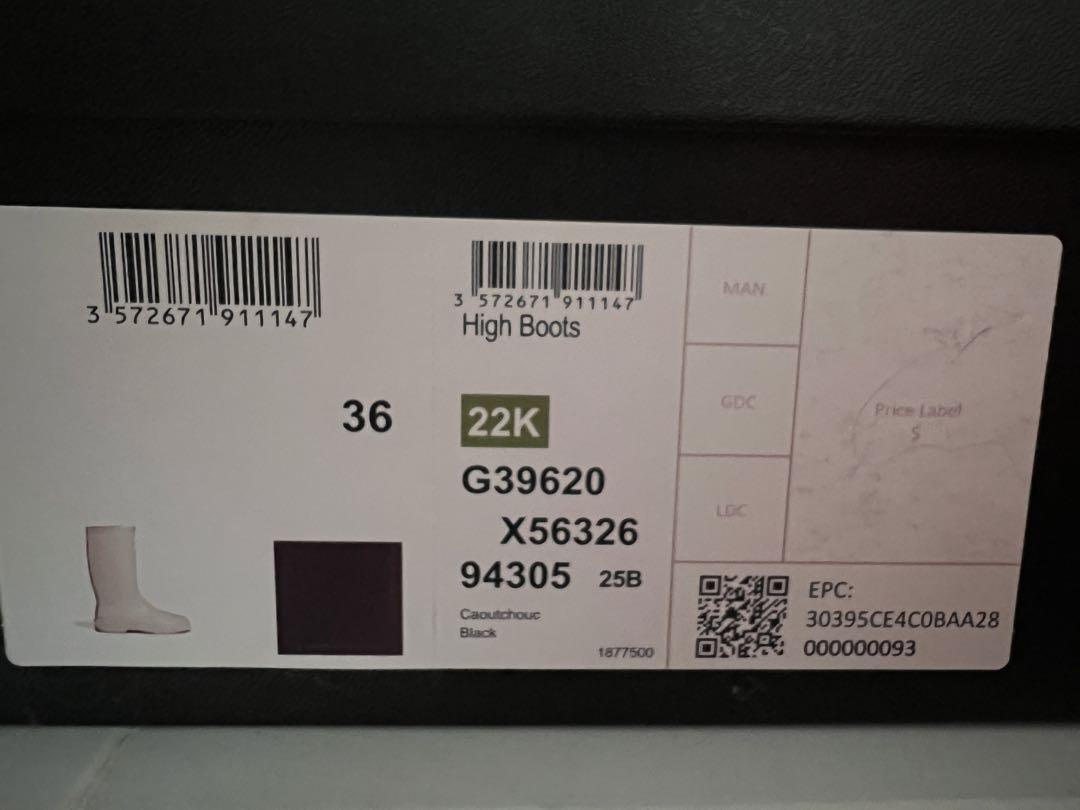 3 572671 911147
36
3 572671 911147
High Boots
22K
G39620
X56326
94305 25B
Caoutchouc
Black
1877500
MAN
GDC
LDC
Price Label
$
EPC:
30395CE4C0BAA28
000000093